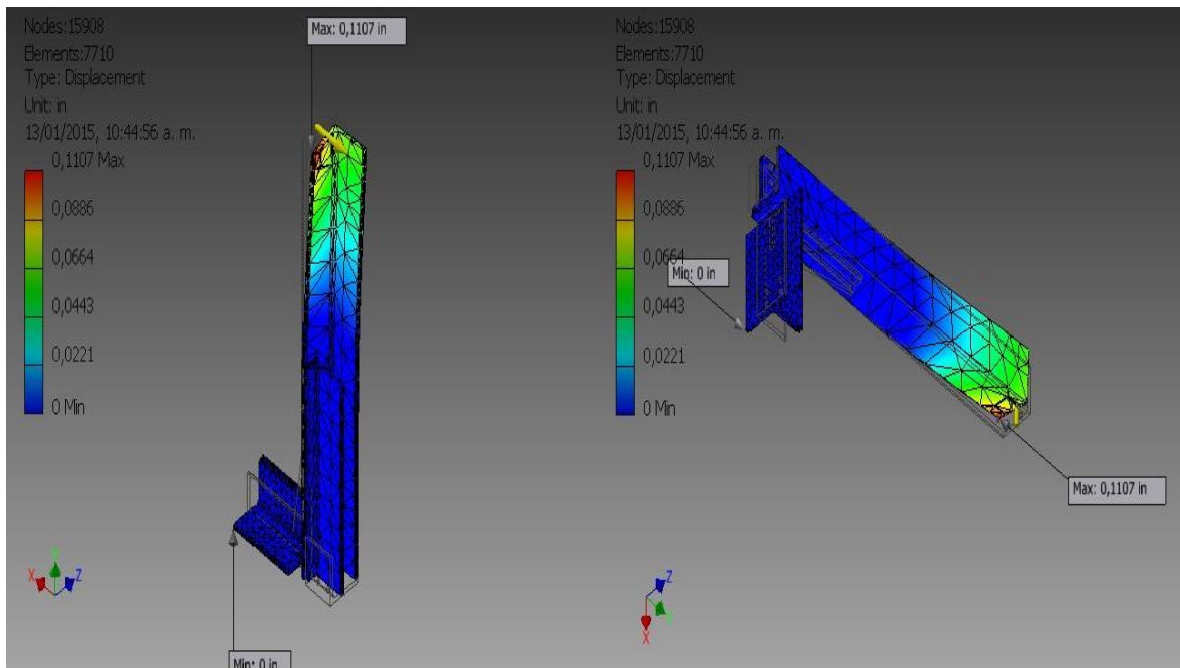 Nodes:15908
Elements:7710
Type: Displacement
Unit: in
13/01/2015, 10:44:56 a. m.
0,1107 Max
0,0886
0,0664
0,0443
0,0221
0 Min
Max: 0,1107 in
Min: 0 in
X
Z
Nodes:15908
Elements:7710
Type: Displacement
Unit: in
13/01/2015, 10:44:56 a. m.
0,1107 Max
0,0886
0,0664
0,0443
0,0221
0 Min
Min: 0 in
Max: 0,1107 in
Z
X